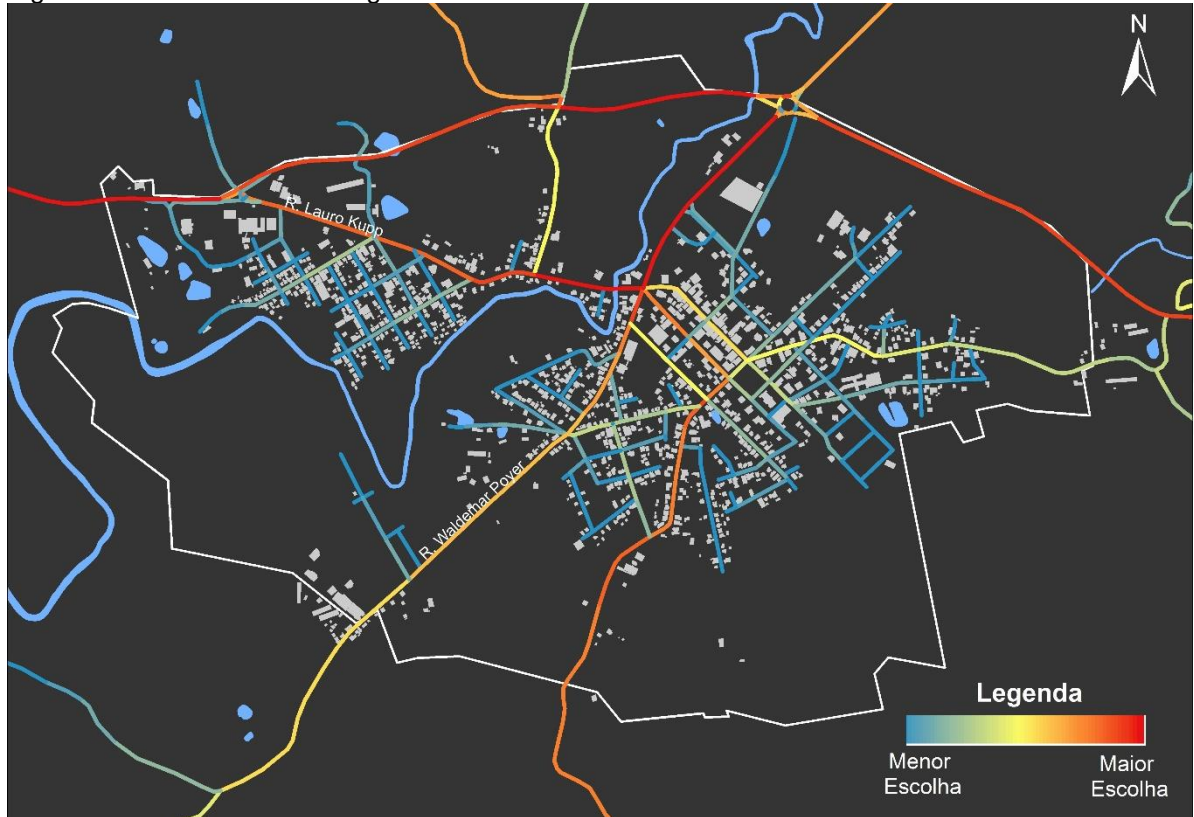 N
R. Lauro Kupp
R. Waldemar Poyer
Legenda
Menor
Escolha
Maior
Escolha